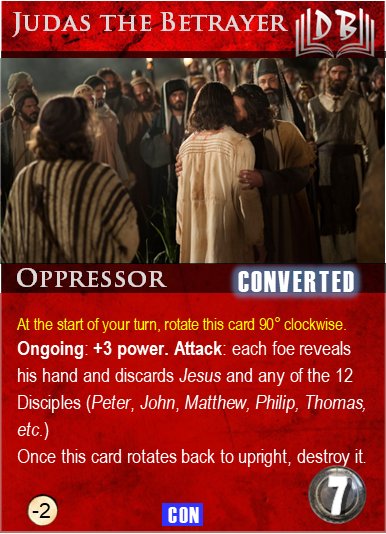 JUDAS THE BETRAYER
DB
OPPRESSOR
CONVERTED
At the start of your turn, rotate this card 90° clockwise.
Ongoing: +3 power. Attack: each foe reveals
his hand and discards Jesus and any of the 12
Disciples (Peter, John, Matthew, Philip, Thomas,
etc.)
Once this card rotates back to upright, destroy it.
-2
CON
7